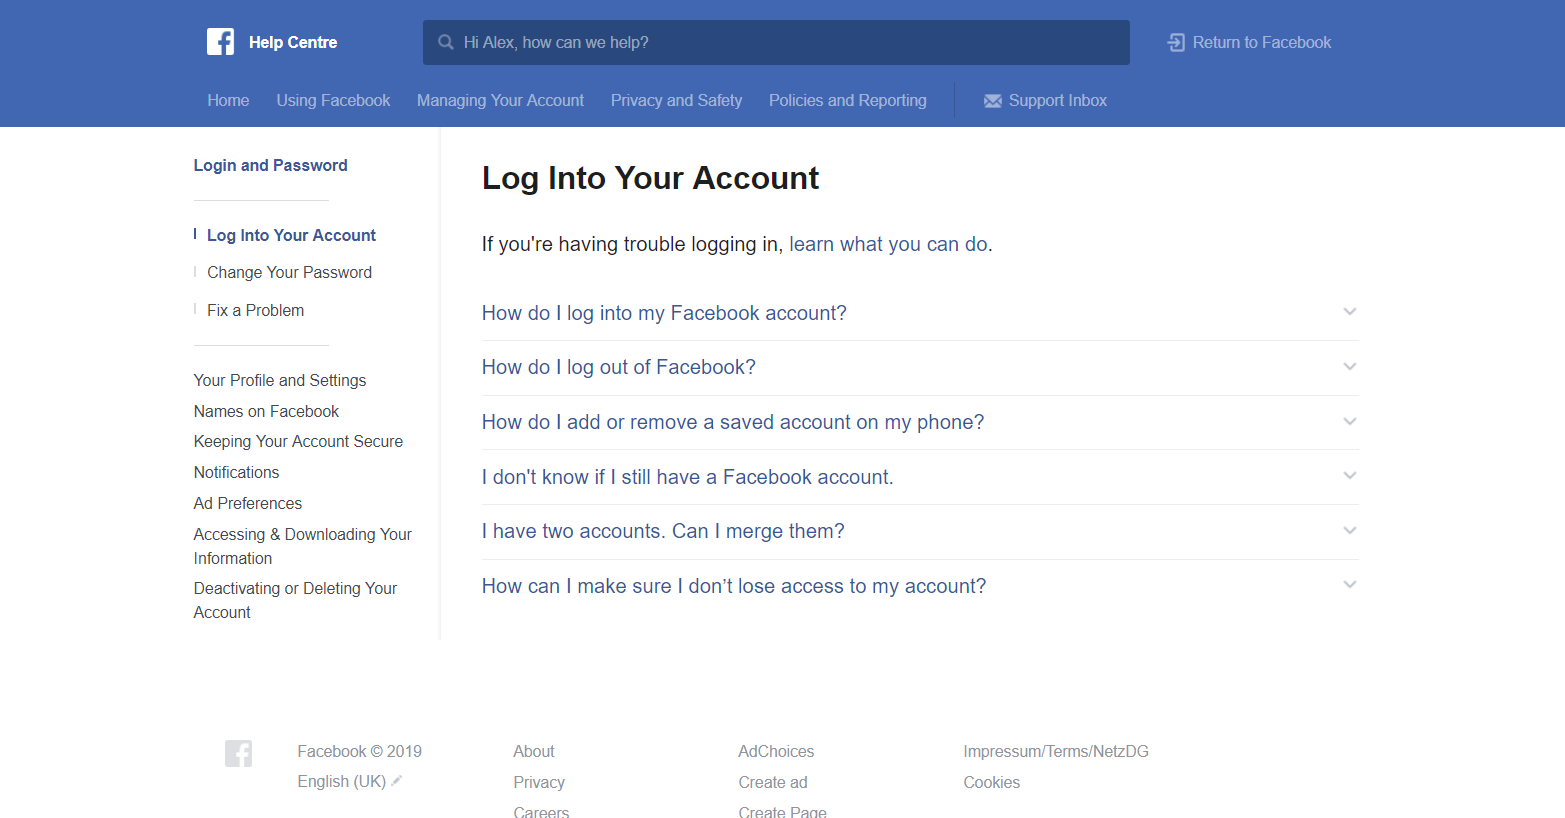 Help Centre
Hi Alex, how can we help?
Return to Facebook
Home
Using Facebook
Managing Your Account
Privacy and Safety
Policies and Reporting
Support Inbox
Login and Password
Log Into Your Account
Change Your Password
Fix a Problem
Your Profile and Settings
Names on Facebook
Keeping Your Account Secure
Notifications
Ad Preferences
Accessing & Downloading Your
Information
Deactivating or Deleting Your
Account
Log Into Your Account
If you're having trouble logging in, learn what you can do.
How do I log into my Facebook account?
How do I log out of Facebook?
How do I add or remove a saved account on my phone?
I don't know if I still have a Facebook account.
I have two accounts. Can I merge them?
How can I make sure I don’t lose access to my account?
Facebook © 2019
English (UK)
About
Privacy
Careers
AdChoices
Create ad
Create Page
Impressum/Terms/NetzDG
Cookies